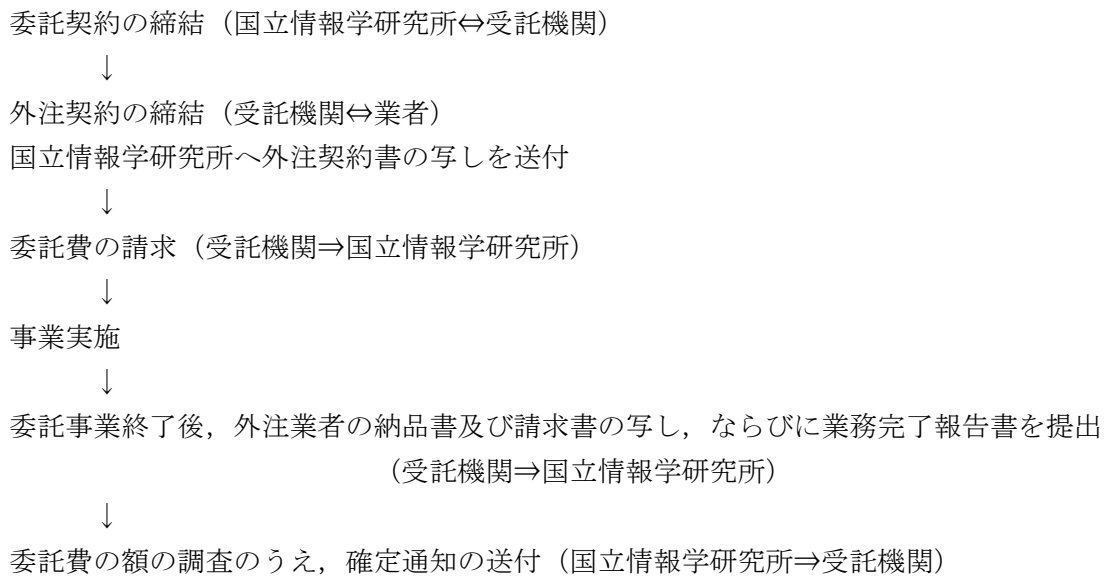 委託契約の締結（国立情報学研究所⇔受託機関）
↓
外注契約の締結（受託機関⇔業者）
国立情報学研究所へ外注契約書の写しを送付
↓
委託費の請求（受託機関⇒国立情報学研究所）
↓
事業実施
↓
委託事業終了後，外注業者の納品書及び請求書の写し，ならびに業務完了報告書を提出
（受託機関⇒国立情報学研究所）
↓
委託費の額の調査のうえ，確定通知の送付（国立情報学研究所⇒受託機関）